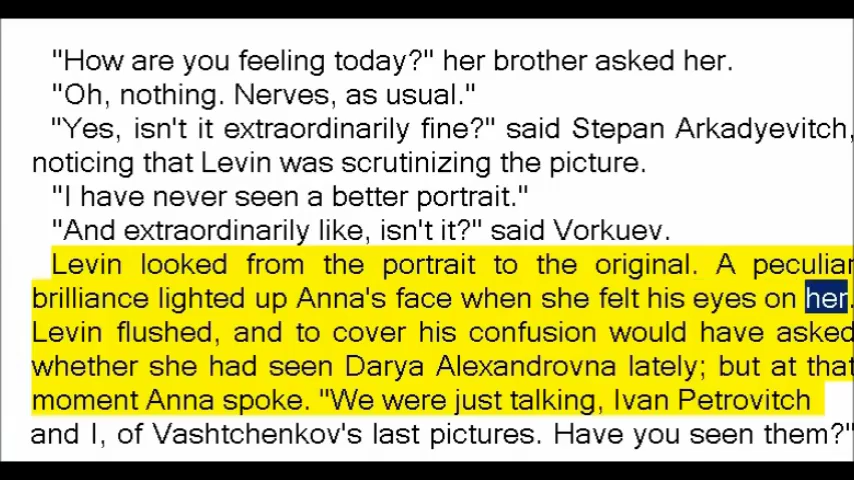 "How are you feeling today?" her brother asked her.
"Oh, nothing. Nerves, as usual."
"Yes, isn't it extraordinarily fine?" said Stepan Arkadyevitch,
noticing that Levin was scrutinizing the picture.
"I have never seen a better portrait."
"And extraordinarily like, isn't it?" said Vorkuev.
Levin looked from the portrait to the original. A peculiar
brilliance lighted up Anna's face when she felt his eyes on her.
Levin flushed, and to cover his confusion would have asked
whether she had seen Darya Alexandrovna lately; but at that
moment Anna spoke. "We were just talking, Ivan Petrovitch
and I, of Vashtchenkov's last pictures. Have you seen them?"